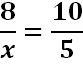 8/x = 10/5